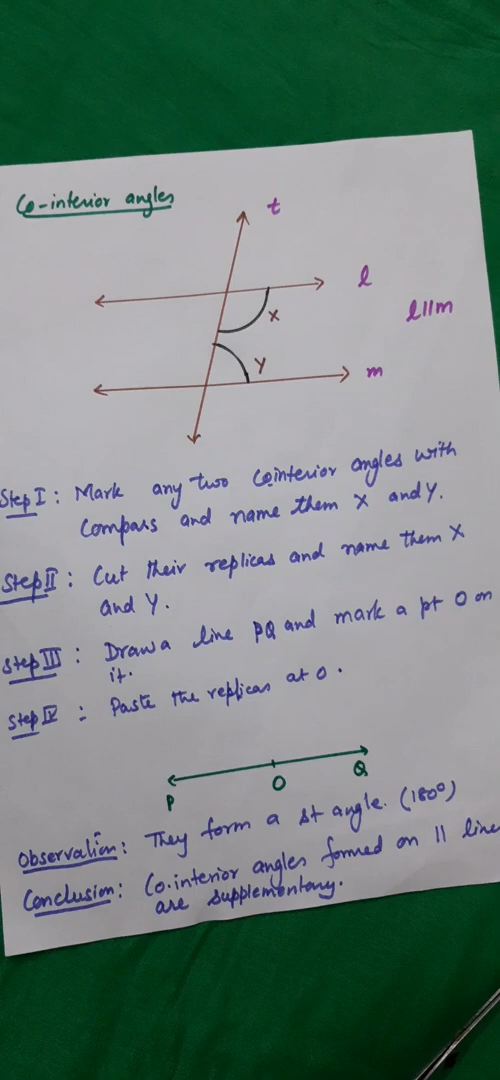 Co-interior angles
t
l
X
l||m
Y
m
Step I : Mark any two Cointerior angles with
Compass and name them X and Y.
Step II : Cut their replicas and name them X
and Y.
Step III : Draw a line PQ and mark a pt O on
it.
Step IV : Paste the replicas at O.
P O Q
Observation: They form a st angle. (180°)
Conclusion: Co.interior angles formed on || line
are supplementary.